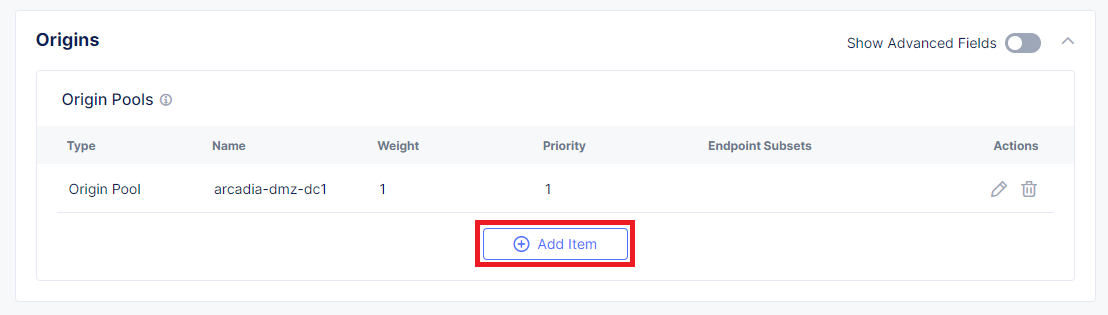 Origins
Show Advanced Fields
Origin Pools
Type Name Weight Priority Endpoint Subsets Actions
Origin Pool arcadia-dmz-dc1 1 1
Add Item